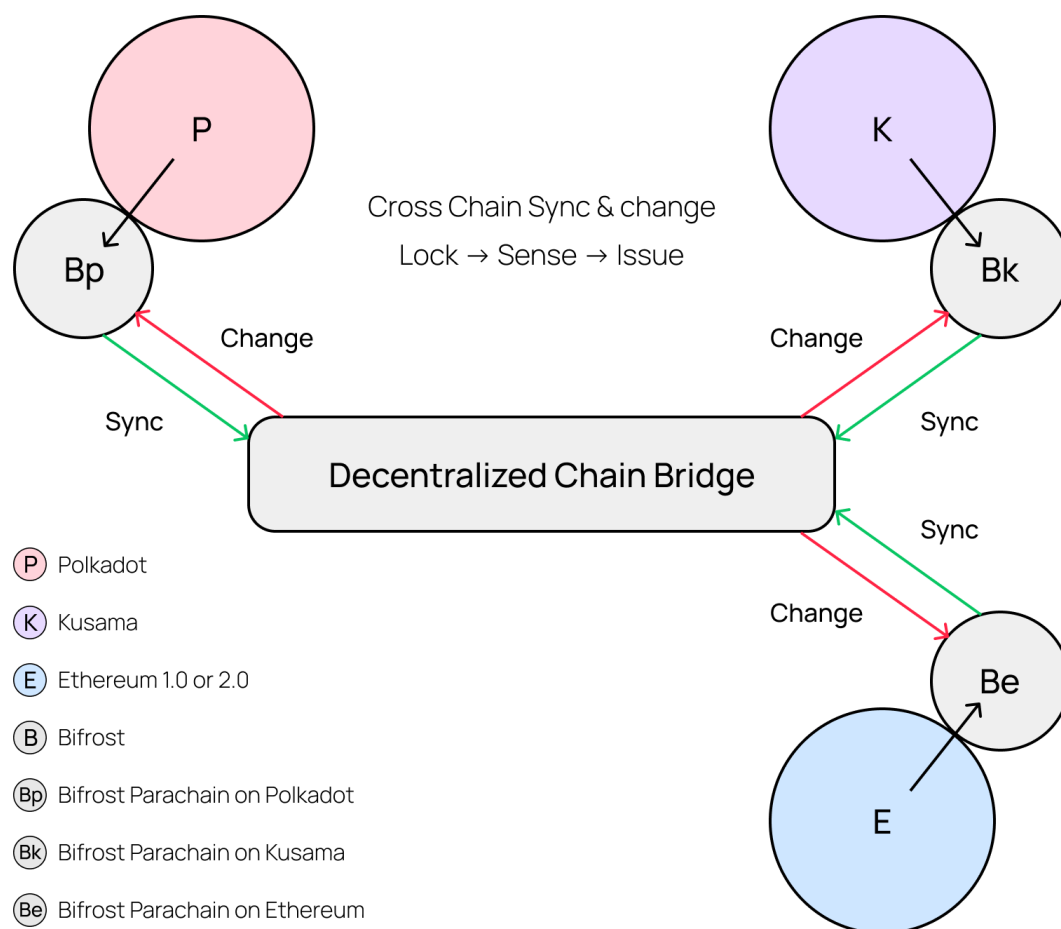 P
K
Cross Chain Sync & change
Lock → Sense → Issue
Bp
Bk
Change
Change
Sync
Sync
Decentralized Chain Bridge
Sync
Change
Be
E
P Polkadot
K Kusama
E Ethereum 1.0 or 2.0
B Bifrost
Bp Bifrost Parachain on Polkadot
Bk Bifrost Parachain on Kusama
Be Bifrost Parachain on Ethereum